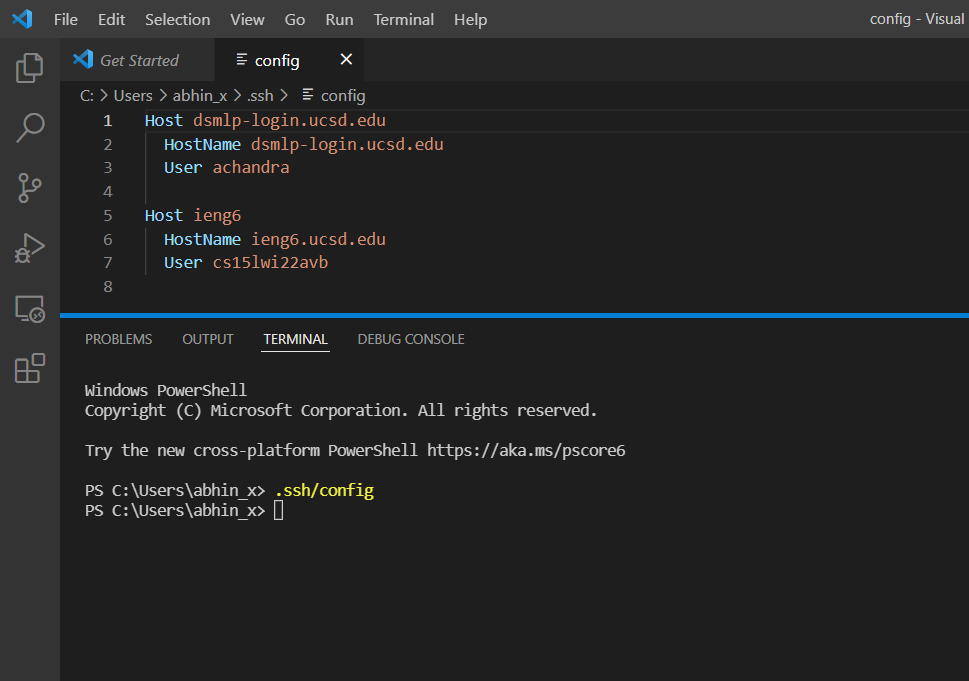 File Edit Selection View Go Run Terminal Help config - Visual
Get Started config
C: > Users > abhin_x > .ssh > config
1 Host dsmlp-login.ucsd.edu
2 HostName dsmlp-login.ucsd.edu
3 User achandra
4
5 Host ieng6
6 HostName ieng6.ucsd.edu
7 User cs15lwi22avb
8
PROBLEMS OUTPUT TERMINAL DEBUG CONSOLE
Windows PowerShell
Copyright (C) Microsoft Corporation. All rights reserved.
Try the new cross-platform PowerShell https://aka.ms/pscore6
PS C:\Users\abhin_x> .ssh/config
PS C:\Users\abhin_x>